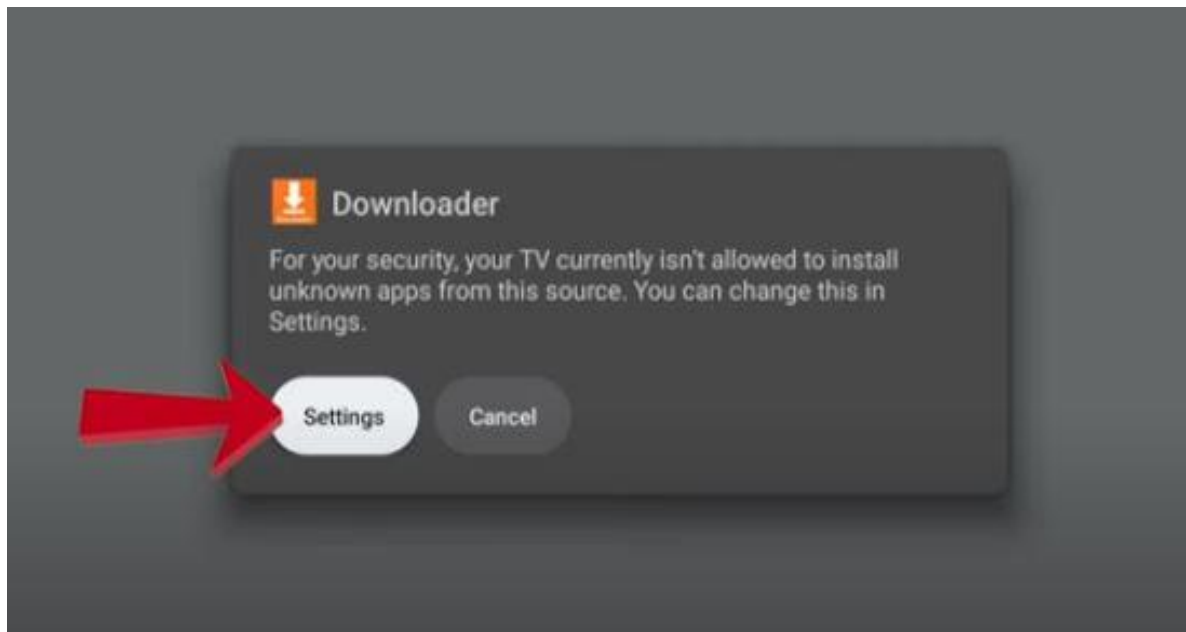 Downloader
For your security, your TV currently isn't allowed to install
unknown apps from this source. You can change this in
Settings.
Settings
Cancel